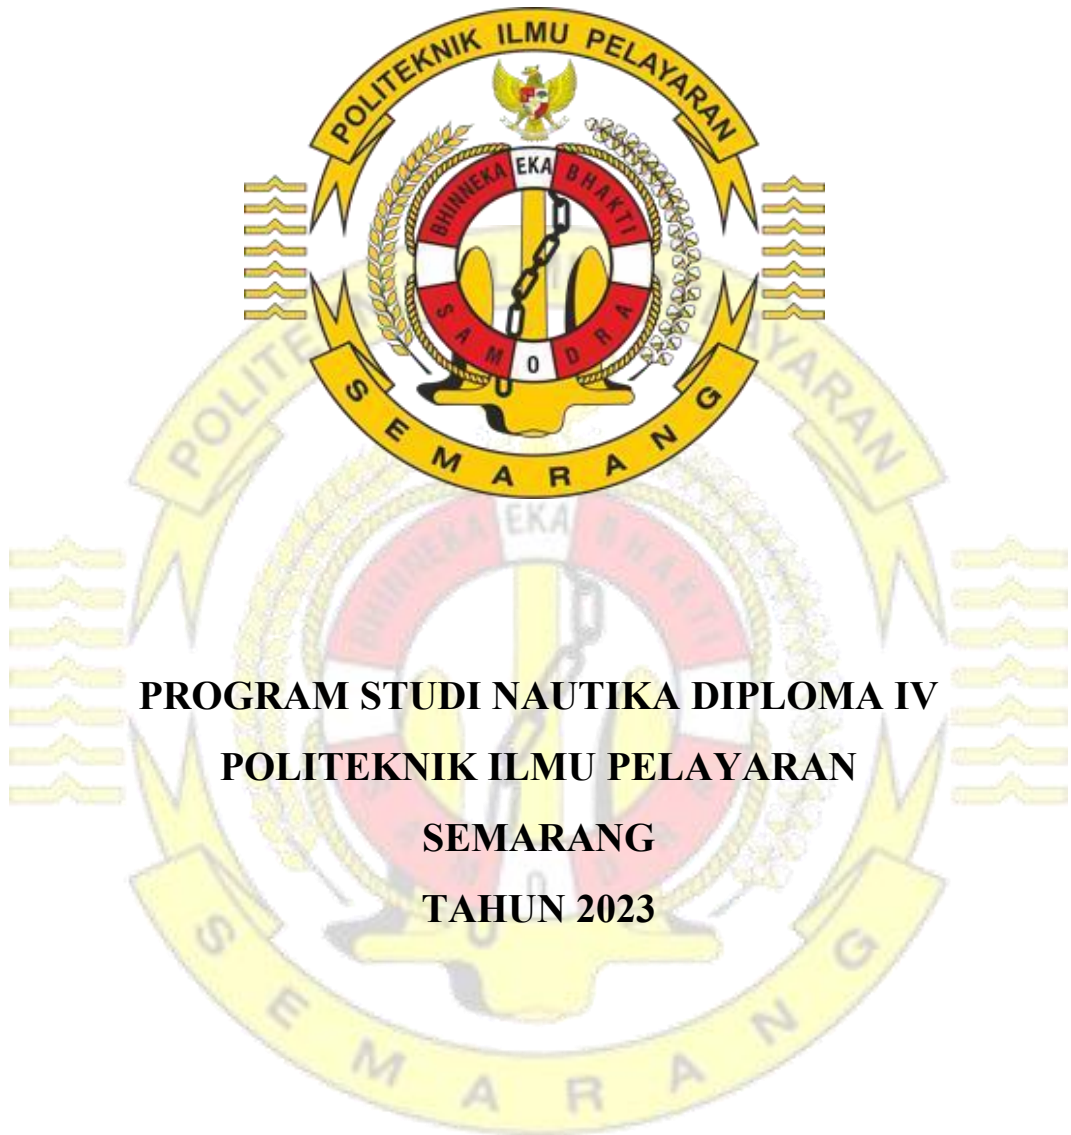 POLITEKNIK ILMU PELAYARAN
BHINNEKA EKA BHAKTI
SAMODRA
SEMARANG
PROGRAM STUDI NAUTIKA DIPLOMA IV
POLITEKNIK ILMU PELAYARAN
SEMARANG
TAHUN 2023